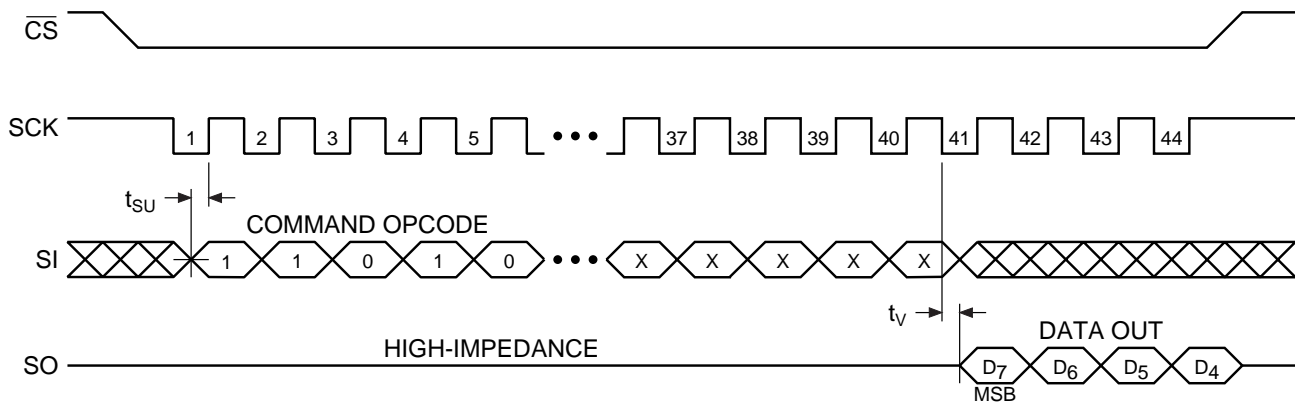 CS
SCK 1 2 3 4 5 ••• 37 38 39 40 41 42 43 44
tSU
COMMAND OPCODE
SI 1 1 0 1 0 ••• X X X X X
tV
DATA OUT
HIGH-IMPEDANCE
SO D7 D6 D5 D4
MSB